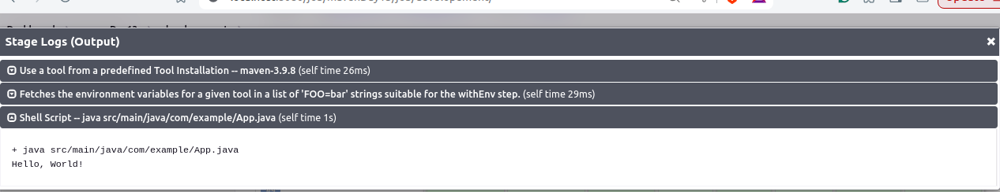 Stage Logs (Output)
Use a tool from a predefined Tool Installation -- maven-3.9.8 (self time 26ms)
Fetches the environment variables for a given tool in a list of 'FOO=bar' strings suitable for the withEnv step. (self time 29ms)
Shell Script -- java src/main/java/com/example/App.java (self time 1s)
+ java src/main/java/com/example/App.java
Hello, World!